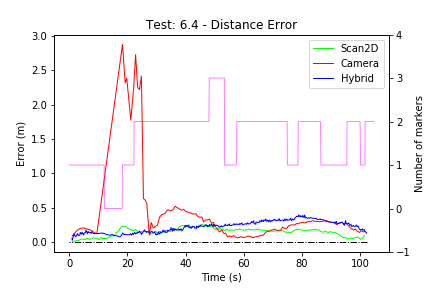 Test: 6.4 - Distance Error
Scan2D
Camera
Hybrid
3.0
2.5
2.0
1.5
1.0
0.5
0.0
Error (m)
4
3
2
1
0
−1
Number of markers
0 20 40 60 80 100
Time (s)